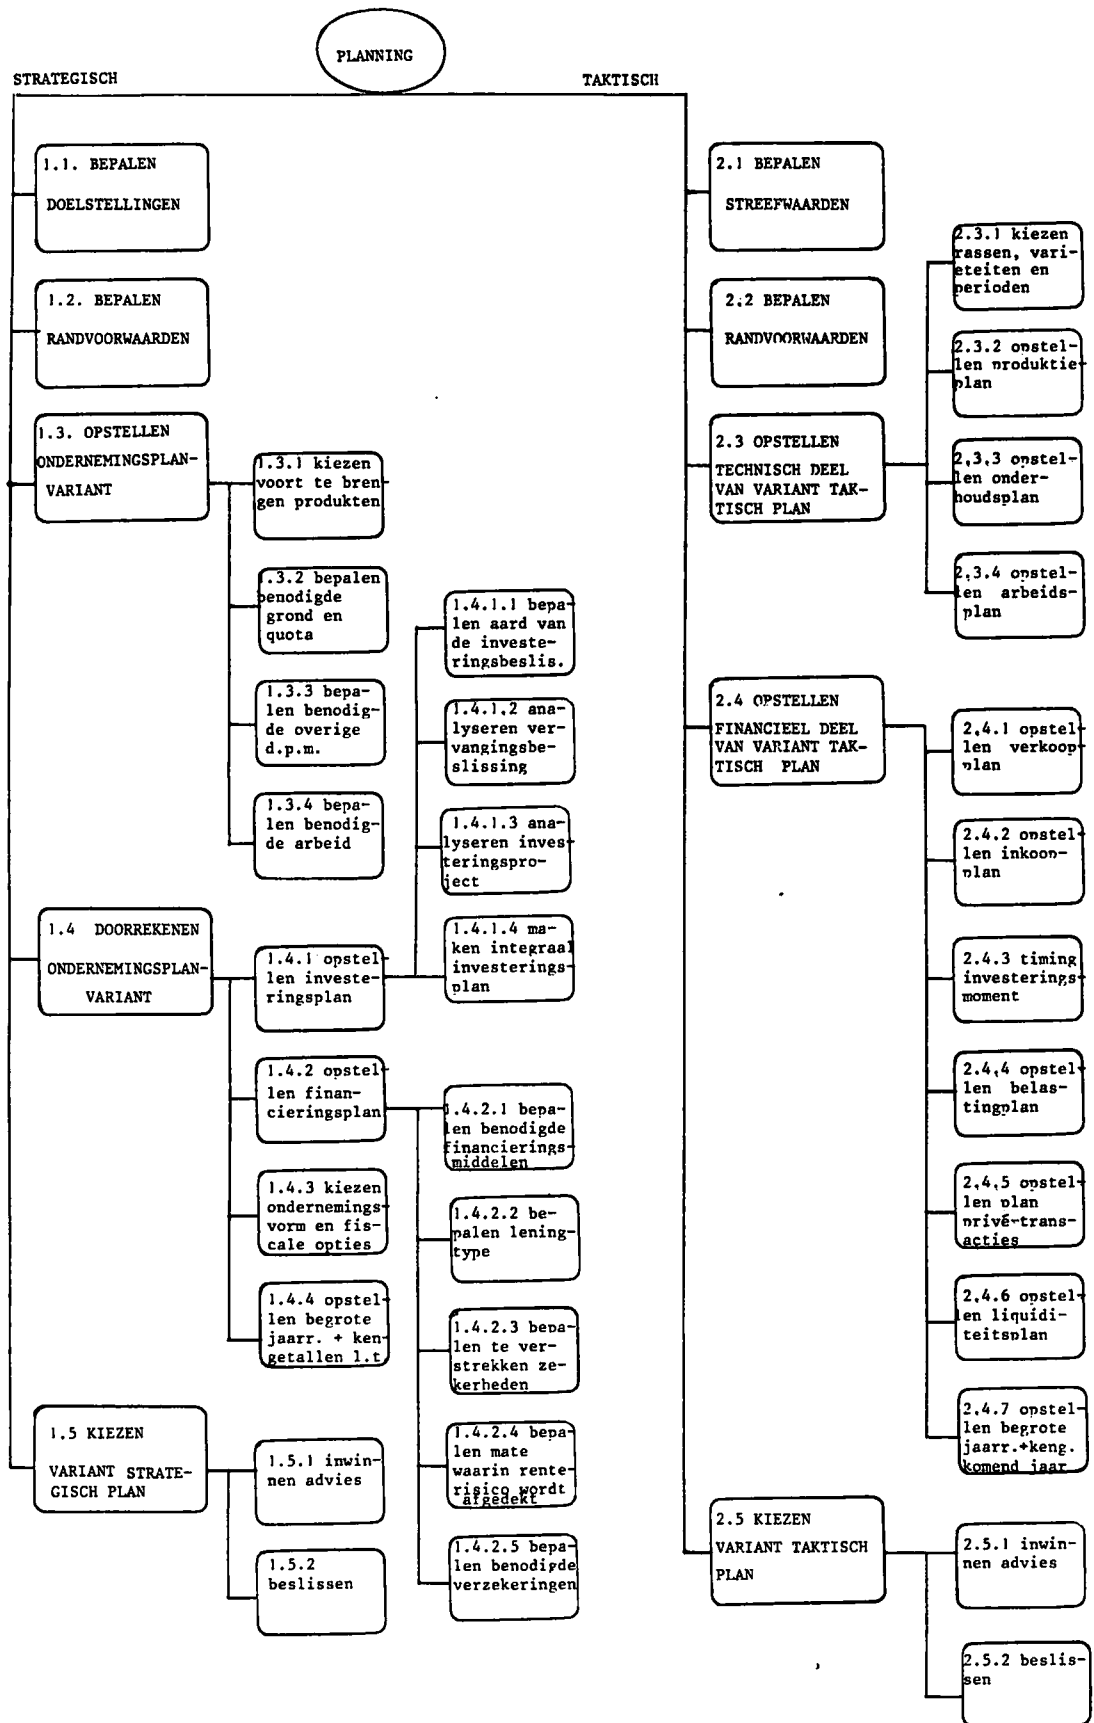 PLANNING
STRATEGISCH
TAKTISCH
1.1. BEPALEN
DOELSTELLINGEN
1.2. BEPALEN
RANDVOORWAARDEN
1.3. OPSTELLEN
ONDERNEMINGSPLAN-
VARIANT
1.3.1 kiezen
voort te bren-
gen produkten
1.3.2 bepalen
benodigde
grond en
quota
1.3.3 bepa-
len benodig-
de overige
d.p.m.
1.3.4 bepa-
len benodig-
de arbeid
1.4 DOORREKENEN
ONDERNEMINGSPLAN-
VARIANT
1.4.1 opstel-
len investe-
ringsplan
1.4.1.1 bepa-
len aard van
de investe-
ringsbeslis.
1.4.1.2 ana-
lyseren ver-
vangingsbe-
slissing
1.4.1.3 ana-
lyseren inves-
teringspro-
ject
1.4.1.4 ma-
ken integraal
investerings-
plan
1.4.2 opstel-
len finan-
cieringsplan
1.4.2.1 bepa-
len benodigde
financierings-
middelen
1.4.2.2 be-
palen lening-
type
1.4.2.3 bepa-
len te ver-
strekken ze-
kerheden
1.4.2.4 bepa-
len mate
waarin rente-
risico wordt
afgedekt
1.4.2.5 bepa-
len benodigde
verzekeringen
1.4.3 kiezen
ondernemings-
vorm en fis-
cale opties
1.4.4 opstel-
len begrote
jaarr. + ken-
getallen l.t
1.5 KIEZEN
VARIANT STRATE-
GISCH PLAN
1.5.1 inwin-
nen advies
1.5.2
beslissen
2.1 BEPALEN
STREEFWAARDEN
2.2 BEPALEN
RANDVOORWAARDEN
2.3 OPSTELLEN
TECHNISCH DEEL
VAN VARIANT TAK-
TISCH PLAN
2.3.1 kiezen
rassen, vari-
eteiten en
perioden
2.3.2 opstel-
len produktie-
plan
2.3.3 opstel-
len onder-
houdsplan
2.3.4 opstel-
len arbeids-
plan
2.4 OPSTELLEN
FINANCIEEL DEEL
VAN VARIANT TAK-
TISCH PLAN
2.4.1 opstel-
len verkoop-
plan
2.4.2 opstel-
len inkoop-
plan
2.4.3 timing
investerings-
moment
2.4.4 opstel-
len belas-
tingplan
2.4.5 opstel-
len plan
privé-trans-
acties
2.4.6 opstel-
len liquidi-
teitsplan
2.4.7 opstel-
len begrote
jaarr.+keng.
komend jaar
2.5 KIEZEN
VARIANT TAKTISCH
PLAN
2.5.1 inwin-
nen advies
2.5.2 beslis-
sen